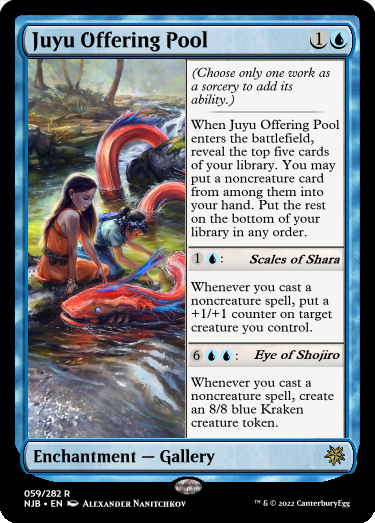 Juyu Offering Pool 1
(Choose only one work as
a sorcery to add its
ability.)
When Juyu Offering Pool
enters the battlefield,
reveal the top five cards
of your library. You may
put a noncreature card
from among them into
your hand. Put the rest
on the bottom of your
library in any order.
1 : Scales of Shara
Whenever you cast a
noncreature spell, put a
+1/+1 counter on target
creature you control.
6 : Eye of Shojiro
Whenever you cast a
noncreature spell, create
an 8/8 blue Kraken
creature token.
Enchantment — Gallery
059/282 R
NJB • EN Alexander Nanitchkov
™ & © 2022 CanterburyEgg